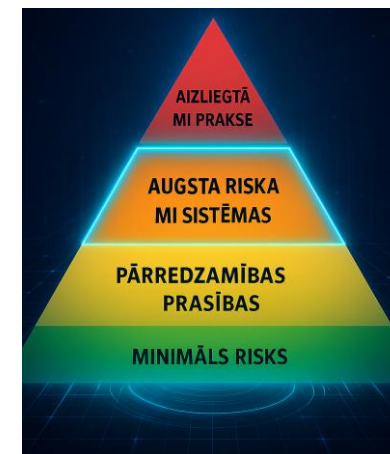 AIZLIEGTĀ
MI PRAKSE
AUGSTA RISKA
MI SISTĒMAS
PĀRREDZAMĪBAS
PRASĪBAS
MINIMĀLS RISKS